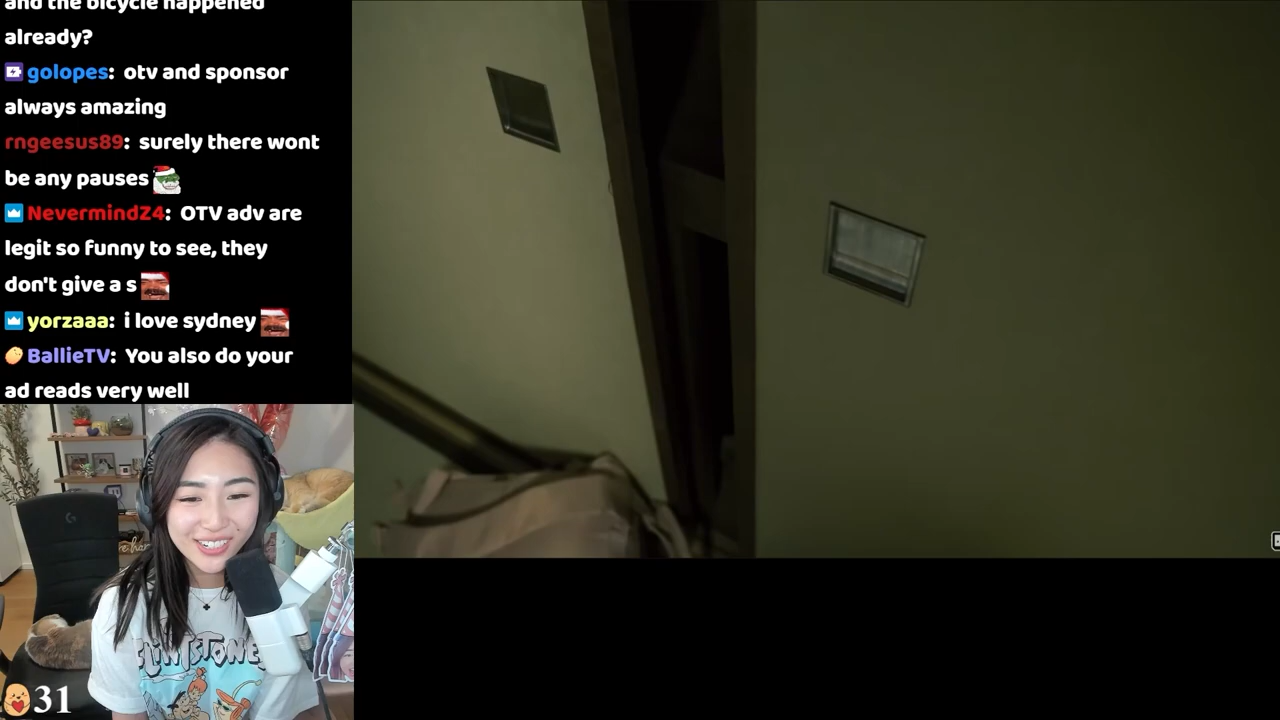 and the bicycle happened
already?
golopes: otv and sponsor
always amazing
rngeesus89: surely there wont
be any pauses
NevermindZ4: OTV adv are
legit so funny to see, they
don't give a s
yorzaaa: i love sydney
BallieTV: You also do your
ad reads very well
FLINTSTONE
31